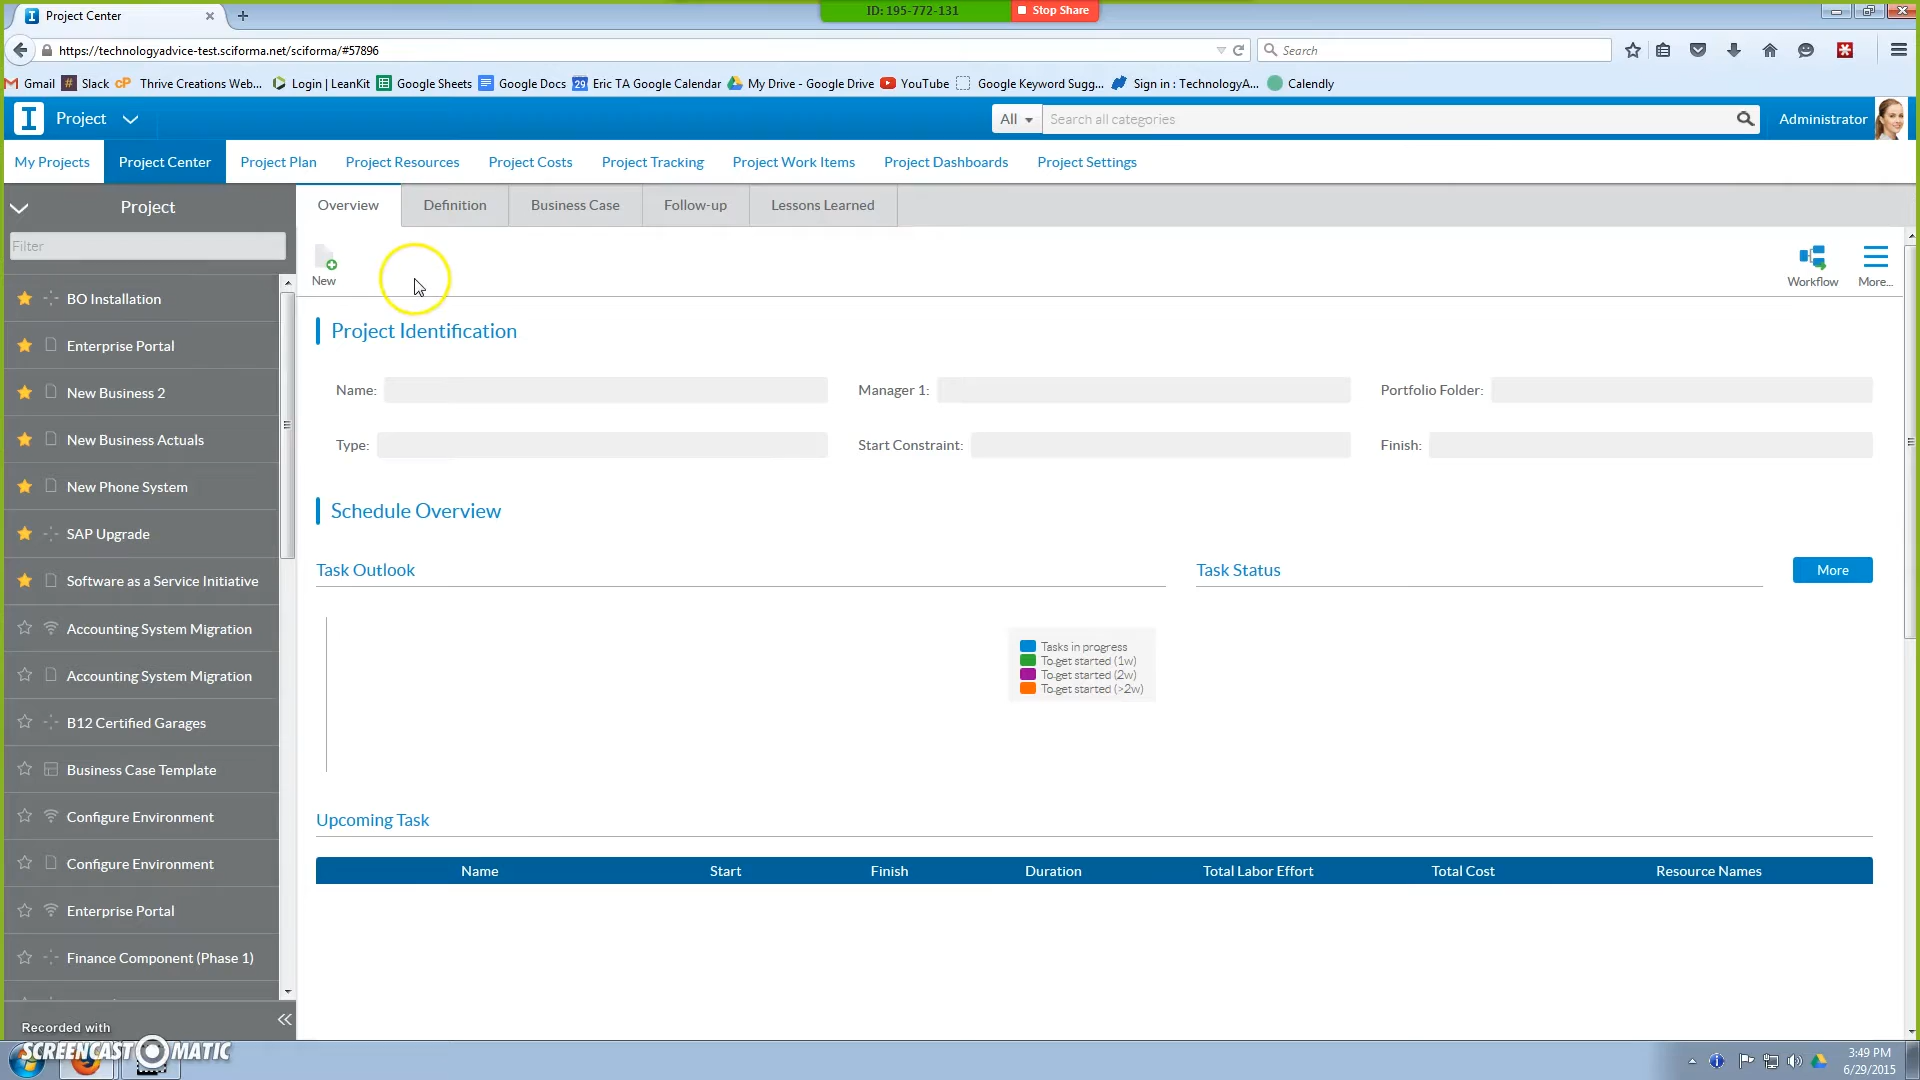 Project Center
ID: 195-772-131
Stop Share
https://technologyadvice-test.sciforma.net/sciforma/#57896
Search
Gmail
Slack
Thrive Creations Web...
Login | LeanKit
Google Sheets
Google Docs
Eric TA Google Calendar
My Drive - Google Drive
YouTube
Google Keyword Sugg...
Sign in : TechnologyA...
Calendly
Project
All
Search all categories
Administrator
My Projects
Project Center
Project Plan
Project Resources
Project Costs
Project Tracking
Project Work Items
Project Dashboards
Project Settings
Project
Filter
BO Installation
Enterprise Portal
New Business 2
New Business Actuals
New Phone System
SAP Upgrade
Software as a Service Initiative
Accounting System Migration
Accounting System Migration
B12 Certified Garages
Business Case Template
Configure Environment
Configure Environment
Enterprise Portal
Finance Component (Phase 1)
Overview
Definition
Business Case
Follow-up
Lessons Learned
New
Workflow
More...
Project Identification
Name:
Manager 1:
Portfolio Folder:
Type:
Start Constraint:
Finish:
Schedule Overview
Task Outlook
Task Status
More
Tasks in progress
To get started (1w)
To get started (2w)
To get started (>2w)
Upcoming Task
Name
Start
Finish
Duration
Total Labor Effort
Total Cost
Resource Names
Recorded with
SCREENCAST MATIC
3:49 PM
6/29/2015